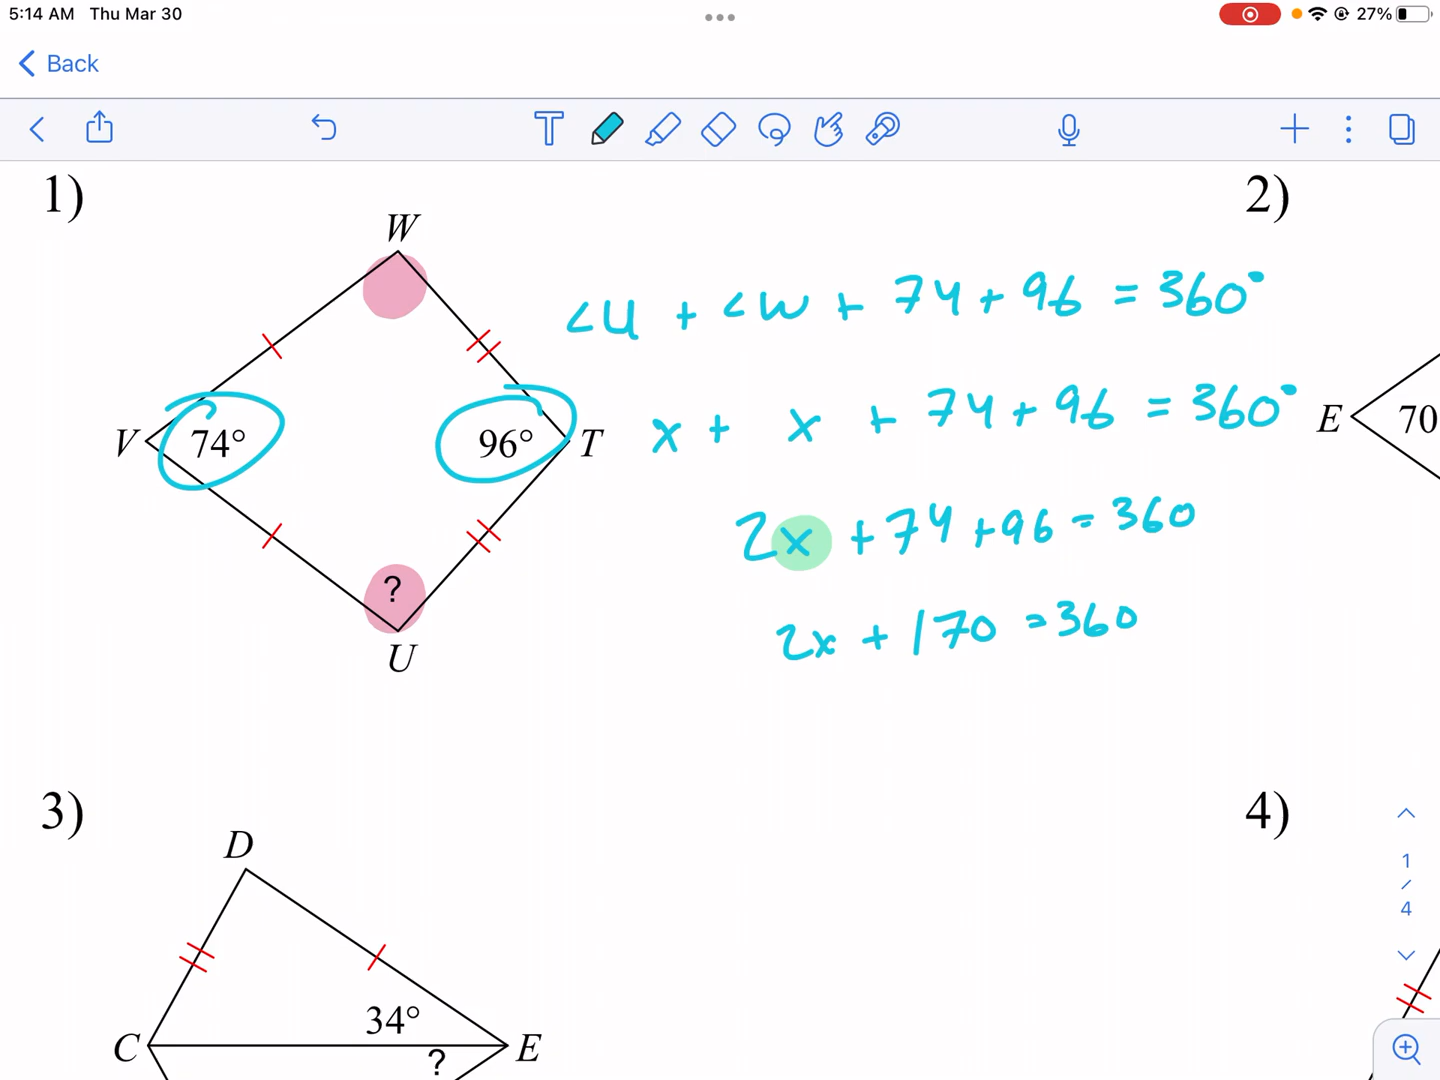 5:14 AM Thu Mar 30
27%
Back
1)
2)
W
<U + <W + 74 + 96 = 360°
V
74°
96°
T
x + x + 74 + 96 = 360°
E
70
2x + 74 + 96 = 360
?
U
2x + 170 = 360
3)
4)
D
1
/
4
34°
C
E
?